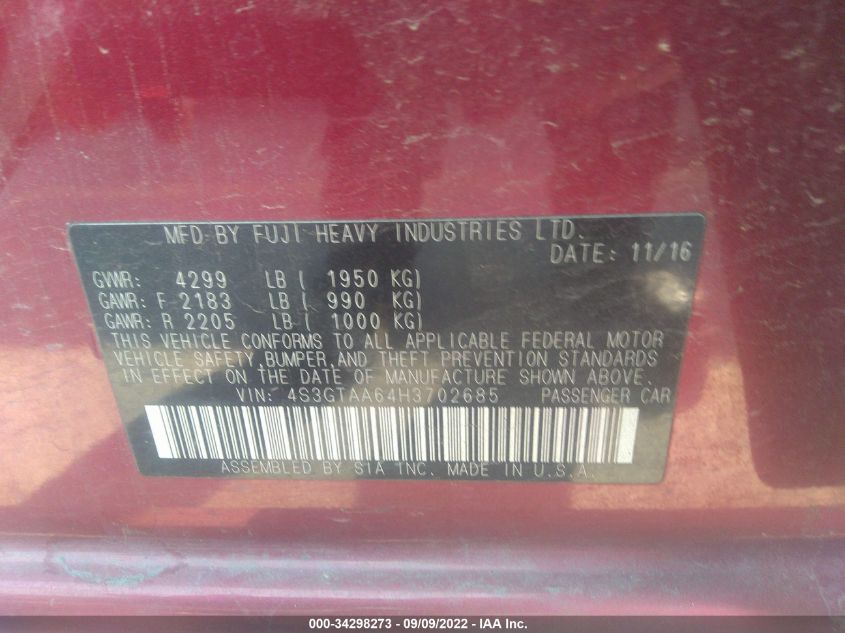 MFD BY FUJI HEAVY INDUSTRIES LTD.
DATE: 11/16
GVWR: 4299 LB ( 1950 KG)
GAWR: F 2183 LB ( 990 KG)
GAWR: R 2205 LB ( 1000 KG)
THIS VEHICLE CONFORMS TO ALL APPLICABLE FEDERAL MOTOR
VEHICLE SAFETY,BUMPER,AND THEFT PREVENTION STANDARDS
IN EFFECT ON THE DATE OF MANUFACTURE SHOWN ABOVE.
VIN: 4S3GTAA64H3702685 PASSENGER CAR
ASSEMBLED BY SIA INC. MADE IN U.S.A.
000-34298273 - 09/09/2022 - IAA Inc.